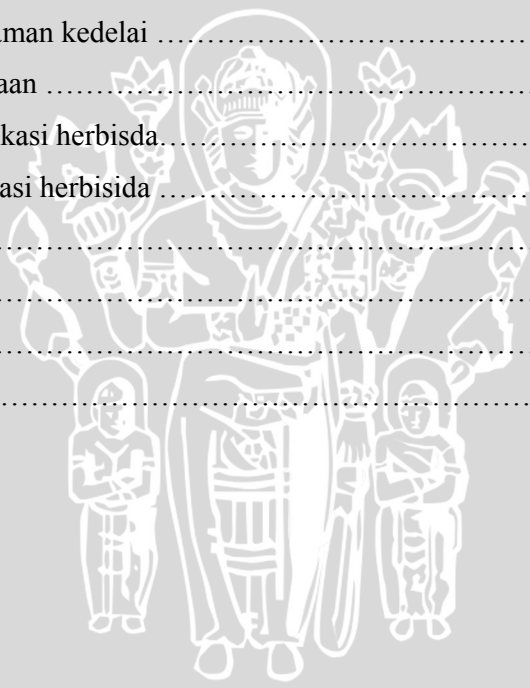 aman kedelai ………………………………………
aan ……………………………………………………
kasi herbisda…………………………………………
asi herbisida …………………………………………
…………………………………………………………
…………………………………………………………
…………………………………………………………
…………………………………………………………